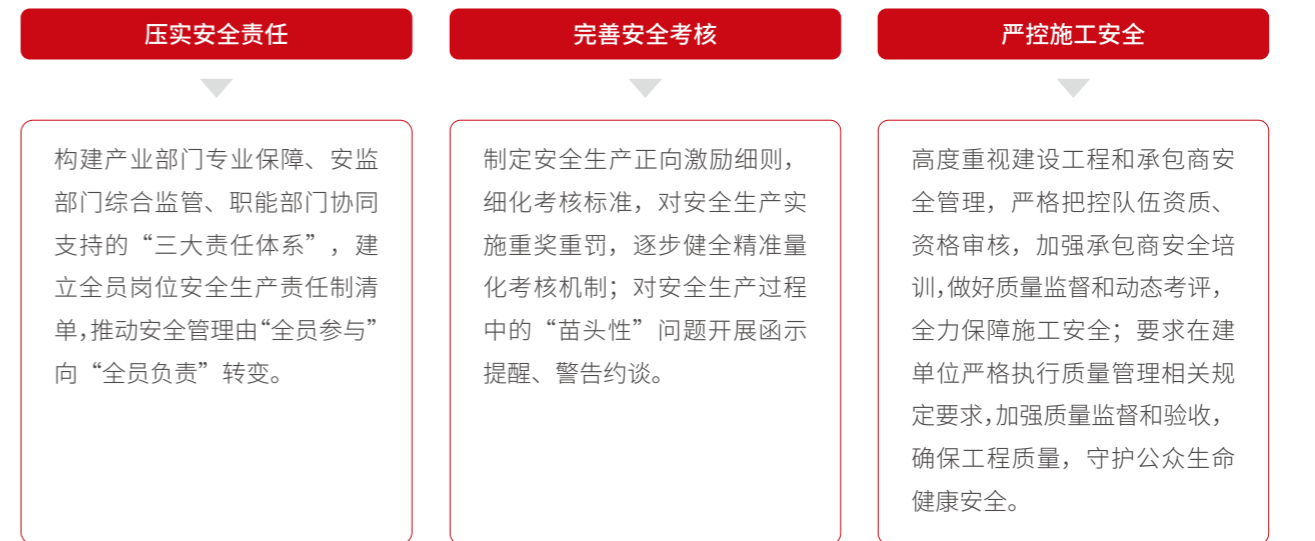 压实安全责任
构建产业部门专业保障、安监
部门综合监管、职能部门协同
支持的“三大责任体系”，建
立全员岗位安全生产责任制清
单,推动安全管理由“全员参与”
向“全员负责”转变。
完善安全考核
制定安全生产正向激励细则，
细化考核标准，对安全生产实
施重奖重罚，逐步健全精准量
化考核机制；对安全生产过程
中的“苗头性”问题开展函示
提醒、警告约谈。
严控施工安全
高度重视建设工程和承包商安
全管理，严格把控队伍资质、
资格审核，加强承包商安全培
训,做好质量监督和动态考评，
全力保障施工安全；要求在建
单位严格执行质量管理相关规
定要求,加强质量监督和验收，
确保工程质量，守护公众生命
健康安全。